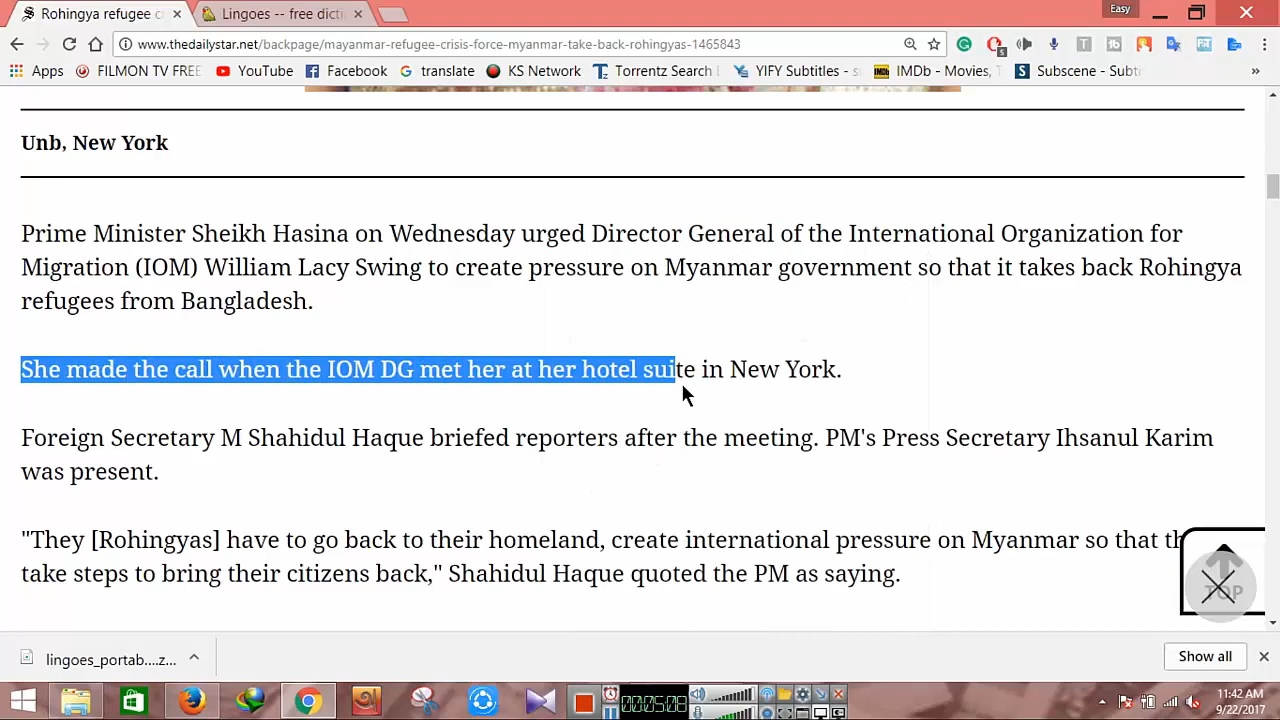 Rohingya refugee c
Lingoes -- free dicti
Easy
www.thedailystar.net/backpage/mayanmar-refugee-crisis-force-myanmar-take-back-rohingyas-1465843
Apps
FILMON TV FREE
YouTube
Facebook
translate
KS Network
Torrentz Search
YIFY Subtitles - s
IMDb - Movies, T
Subscene - Subt
Unb, New York
Prime Minister Sheikh Hasina on Wednesday urged Director General of the International Organization for
Migration (IOM) William Lacy Swing to create pressure on Myanmar government so that it takes back Rohingya
refugees from Bangladesh.
She made the call when the IOM DG met her at her hotel suite in New York.
Foreign Secretary M Shahidul Haque briefed reporters after the meeting. PM's Press Secretary Ihsanul Karim
was present.
"They [Rohingyas] have to go back to their homeland, create international pressure on Myanmar so that th
take steps to bring their citizens back," Shahidul Haque quoted the PM as saying.
TOP
lingoes_portab....z...
Show all
00:05:08
11:42 AM
9/22/2017